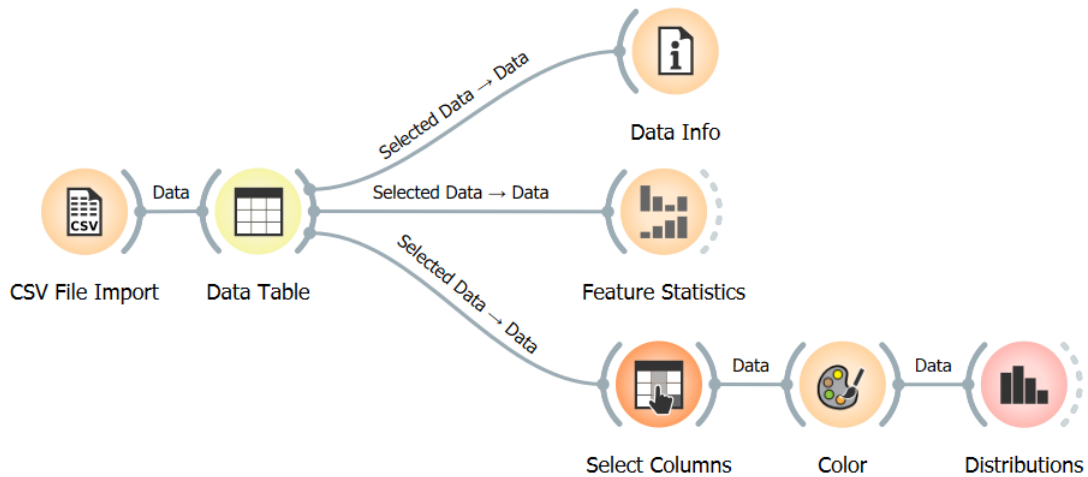 Selected Data → Data
Data Info
CSV
Data
Selected Data → Data
CSV File Import
Data Table
Feature Statistics
Selected Data → Data
Data
Data
Select Columns
Color
Distributions